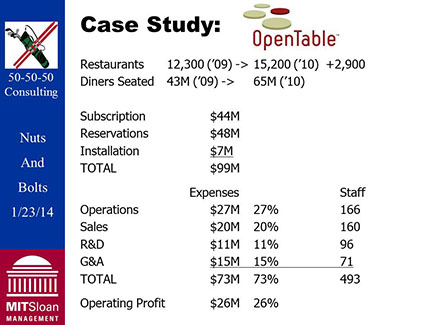 Case Study:
OpenTable™
50-50-50
Consulting
Nuts
And
Bolts
1/23/14
MITSloan
MANAGEMENT
Restaurants 12,300 ('09) -> 15,200 ('10) +2,900
Diners Seated 43M ('09) -> 65M ('10)
Subscription $44M
Reservations $48M
Installation $7M
TOTAL $99M
Expenses Staff
Operations $27M 27% 166
Sales $20M 20% 160
R&D $11M 11% 96
G&A $15M 15% 71
TOTAL $73M 73% 493
Operating Profit $26M 26%